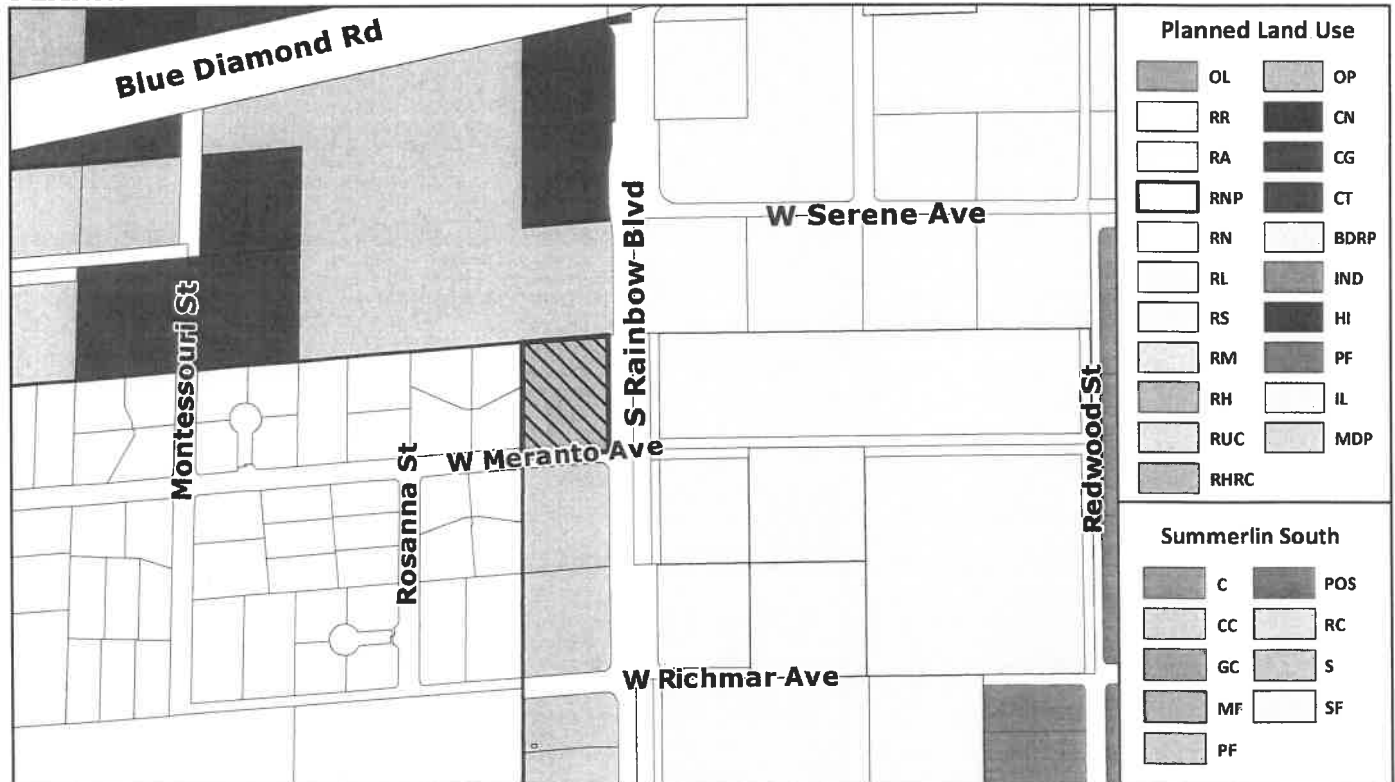 Blue Diamond Rd
W Serene Ave
S Rainbow Blvd
Montessouri St
W Meranto Ave
Rosanna St
Redwood St
W Richmar Ave
Planned Land Use
OL OP
RR CN
RA CG
RNP CT
RN BDRP
RL IND
RS HI
RM PF
RH IL
RUC MDP
RHRC
Summerlin South
C POS
CC RC
GC S
MF SF
PF